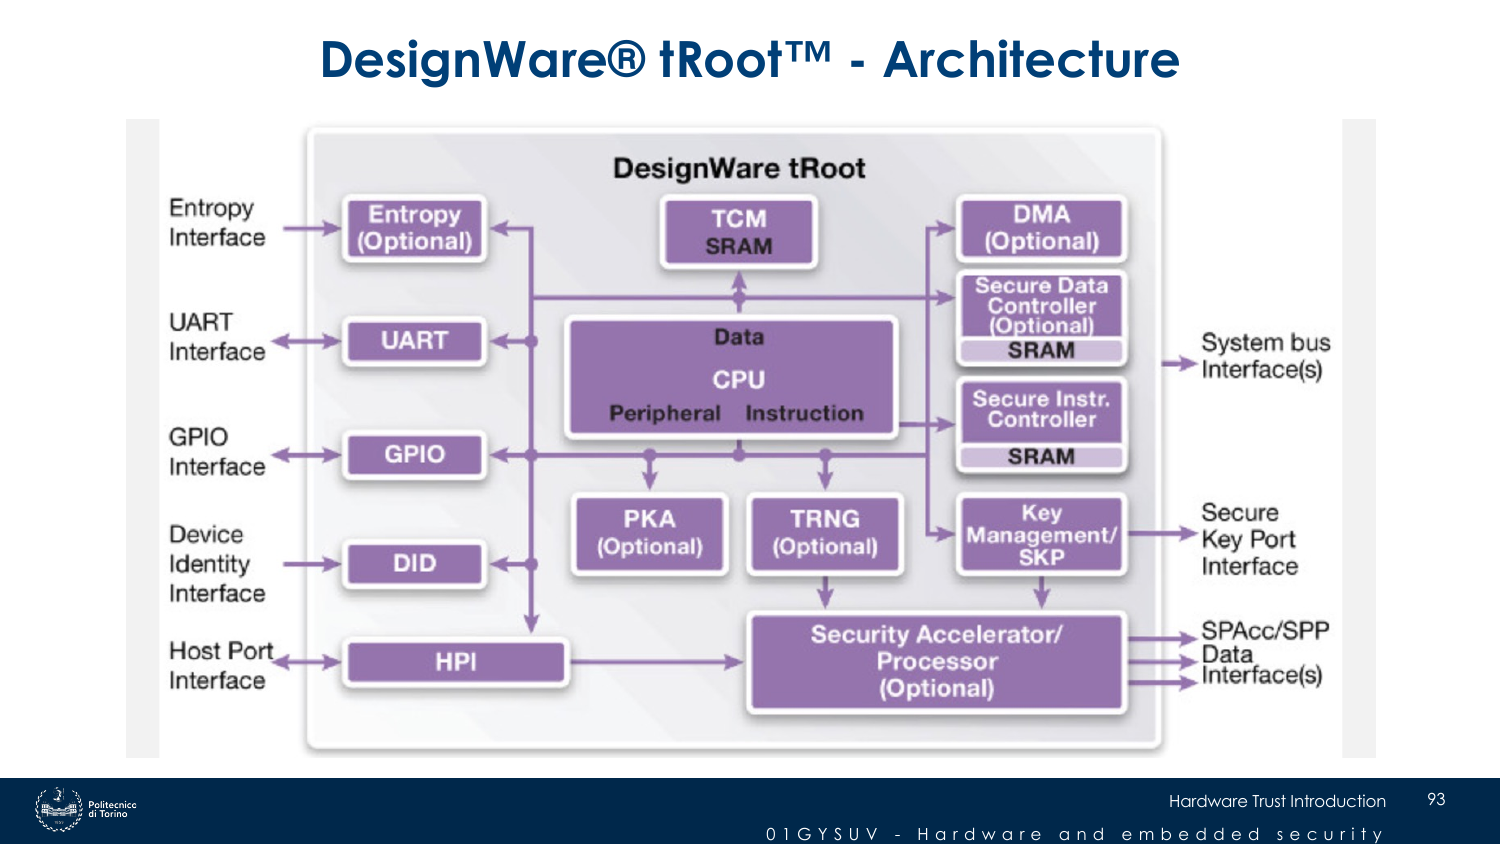 DesignWare® tRoot™ - Architecture
DesignWare tRoot
Entropy
Interface
Entropy
(Optional)
TCM
SRAM
DMA
(Optional)
Secure Data
Controller
(Optional)
SRAM
UART
Interface
UART
Data
CPU
Peripheral Instruction
System bus
Interface(s)
Secure Instr.
Controller
SRAM
GPIO
Interface
GPIO
PKA
(Optional)
TRNG
(Optional)
Key
Management/
SKP
Secure
Key Port
Interface
Device
Identity
Interface
DID
Host Port
Interface
HPI
Security Accelerator/
Processor
(Optional)
SPAcc/SPP
Data
Interface(s)
Politecnico
di Torino
Hardware Trust Introduction
93
01GYSUV - Hardware and embedded security